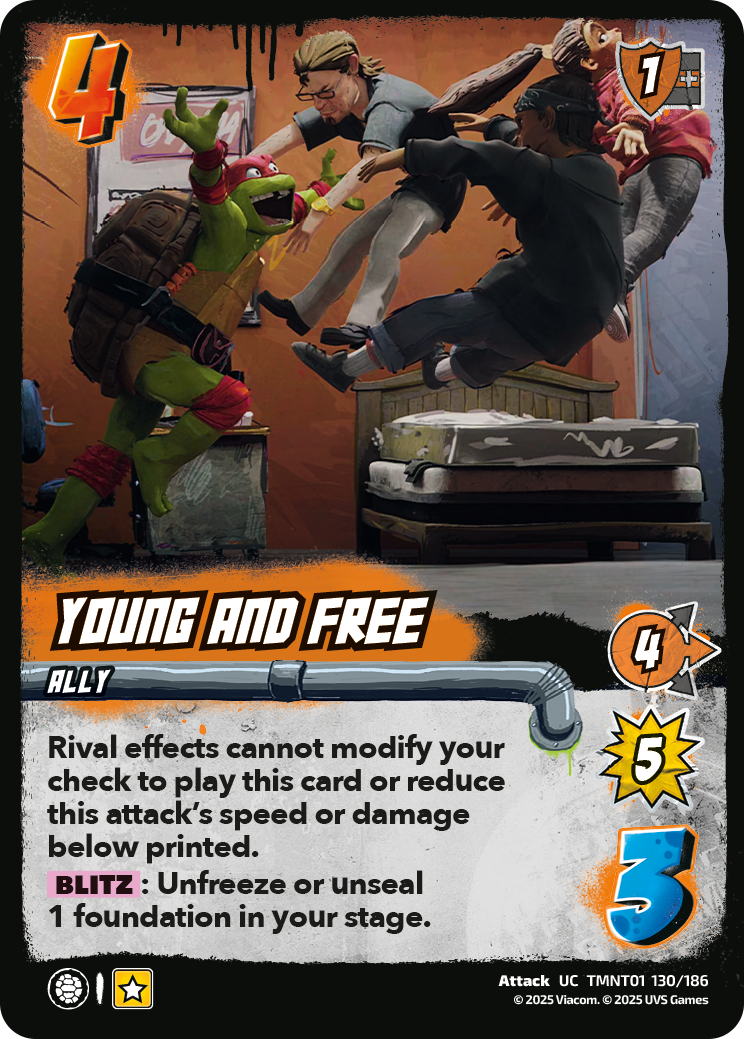 4
1
YOUNG AND FREE
4
ALLY
Rival effects cannot modify your
check to play this card or reduce
this attack's speed or damage
below printed.
BLITZ : Unfreeze or unseal
1 foundation in your stage.
5
3
Attack UC TMNT01 130/186
© 2025 Viacom. © 2025 UVS Games